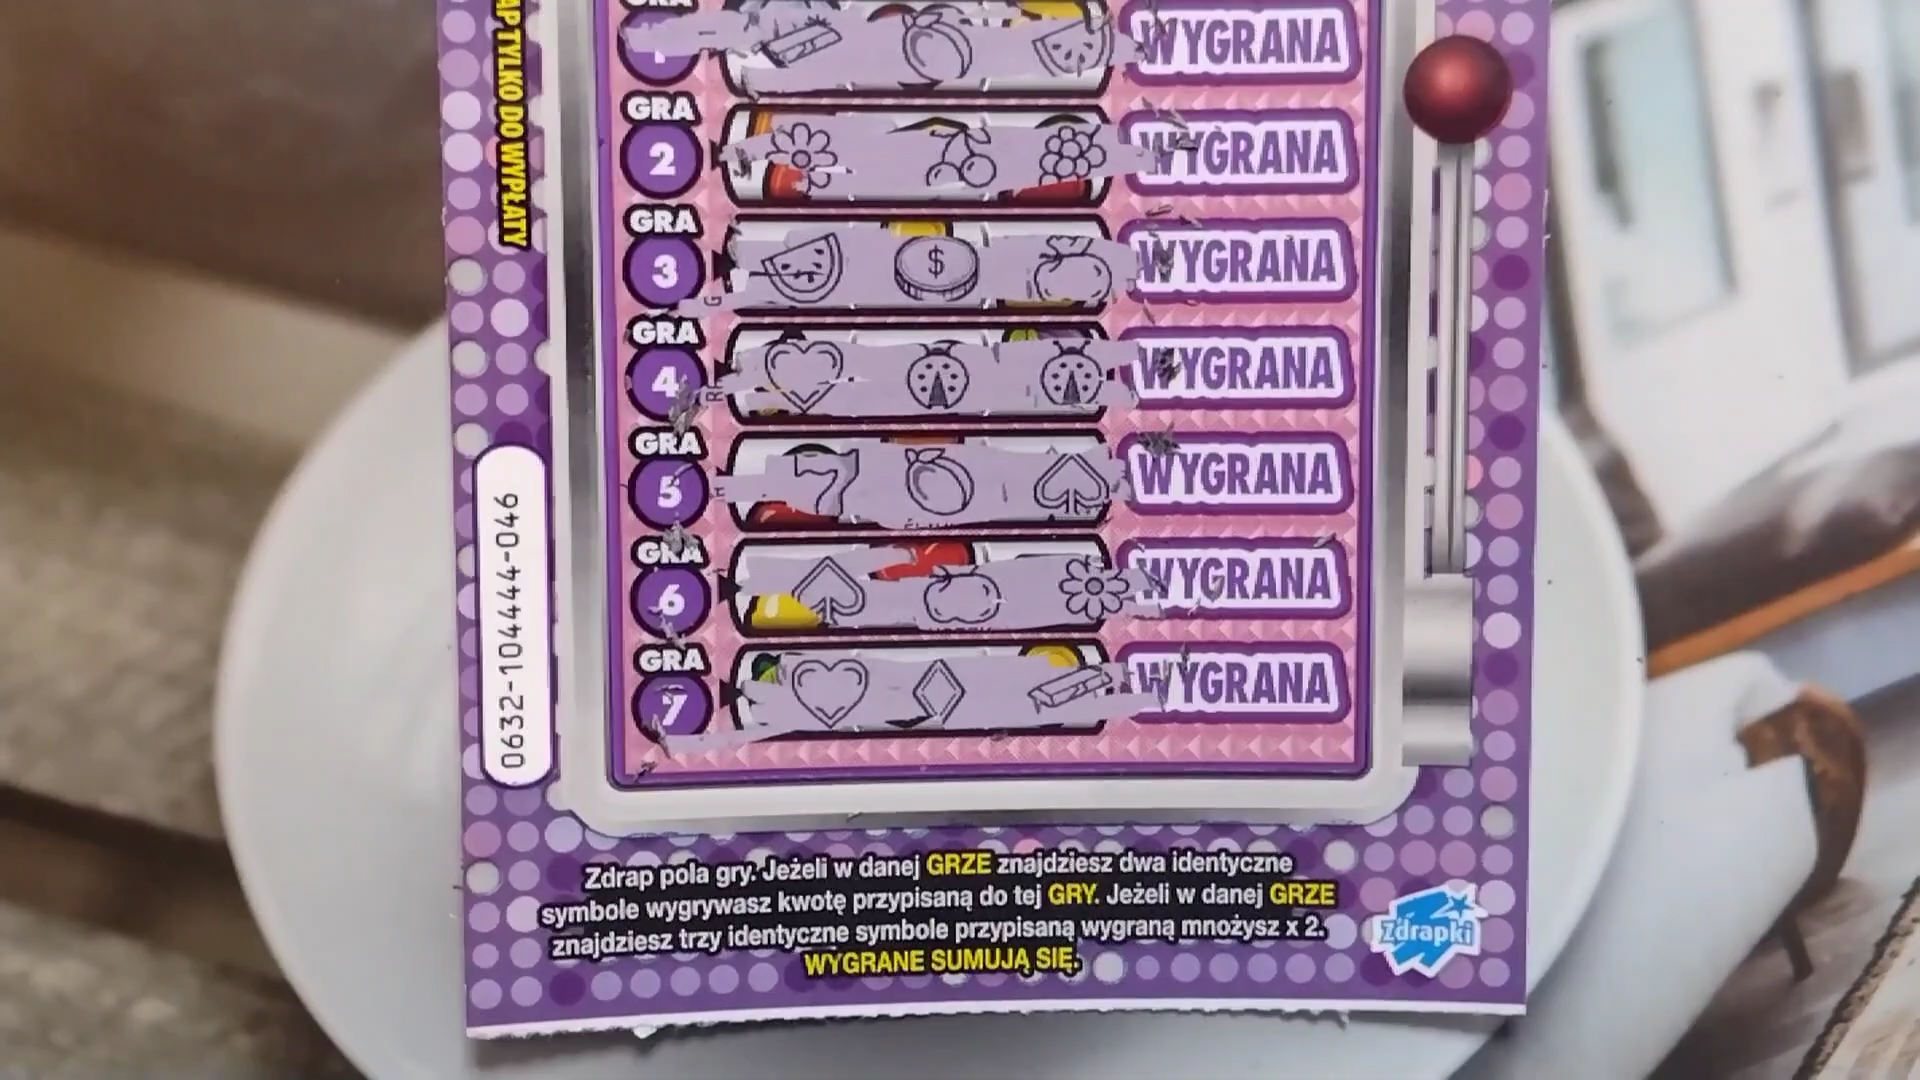 AP TYLKO DO WYPŁATY
WYGRANA
GRA
2
WYGRANA
GRA
3
$
WYGRANA
GRA
4
WYGRANA
GRA
5
7
WYGRANA
GRA
6
WYGRANA
GRA
7
WYGRANA
0632-104444-046
Zdrap pola gry. Jeżeli w danej GRZE znajdziesz dwa identyczne
symbole wygrywasz kwotę przypisaną do tej GRY. Jeżeli w danej GRZE
znajdziesz trzy identyczne symbole przypisaną wygraną mnożysz x 2.
WYGRANE SUMUJĄ SIĘ.
Zdrapki